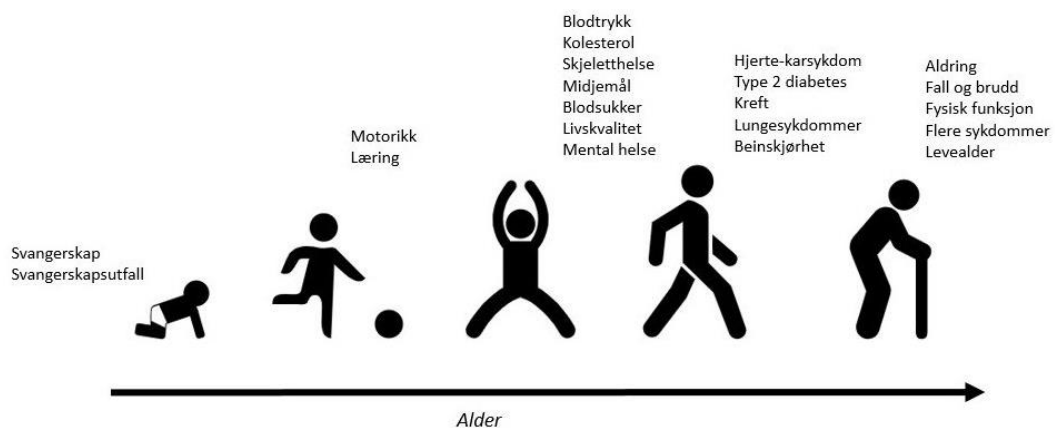 Svangerskap
Svangerskapsutfall
Motorikk
Læring
Blodtrykk
Kolesterol
Skjeletthelse
Midjemål
Blodsukker
Livskvalitet
Mental helse
Hjerte-karsykdom
Type 2 diabetes
Kreft
Lungesykdommer
Beinskjørhet
Aldring
Fall og brudd
Fysisk funksjon
Flere sykdommer
Levealder
Alder